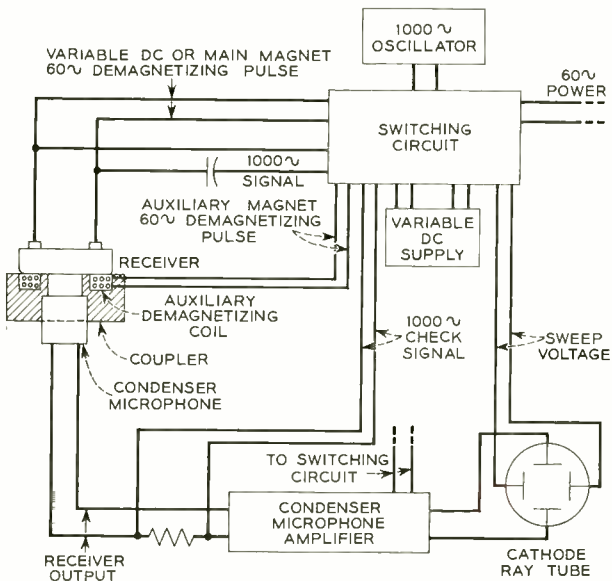 1000~
OSCILLATOR
VARIABLE DC OR MAIN MAGNET
60~ DEMAGNETIZING PULSE
60~
POWER
SWITCHING
CIRCUIT
1000~
SIGNAL
AUXILIARY MAGNET
60~ DEMAGNETIZING
PULSE
VARIABLE
DC
SUPPLY
RECEIVER
AUXILIARY
DEMAGNETIZING
COIL
COUPLER
CONDENSER
MICROPHONE
1000~
CHECK
SIGNAL
SWEEP
VOLTAGE
TO SWITCHING
CIRCUIT
CONDENSER
MICROPHONE
AMPLIFIER
RECEIVER
OUTPUT
CATHODE
RAY TUBE